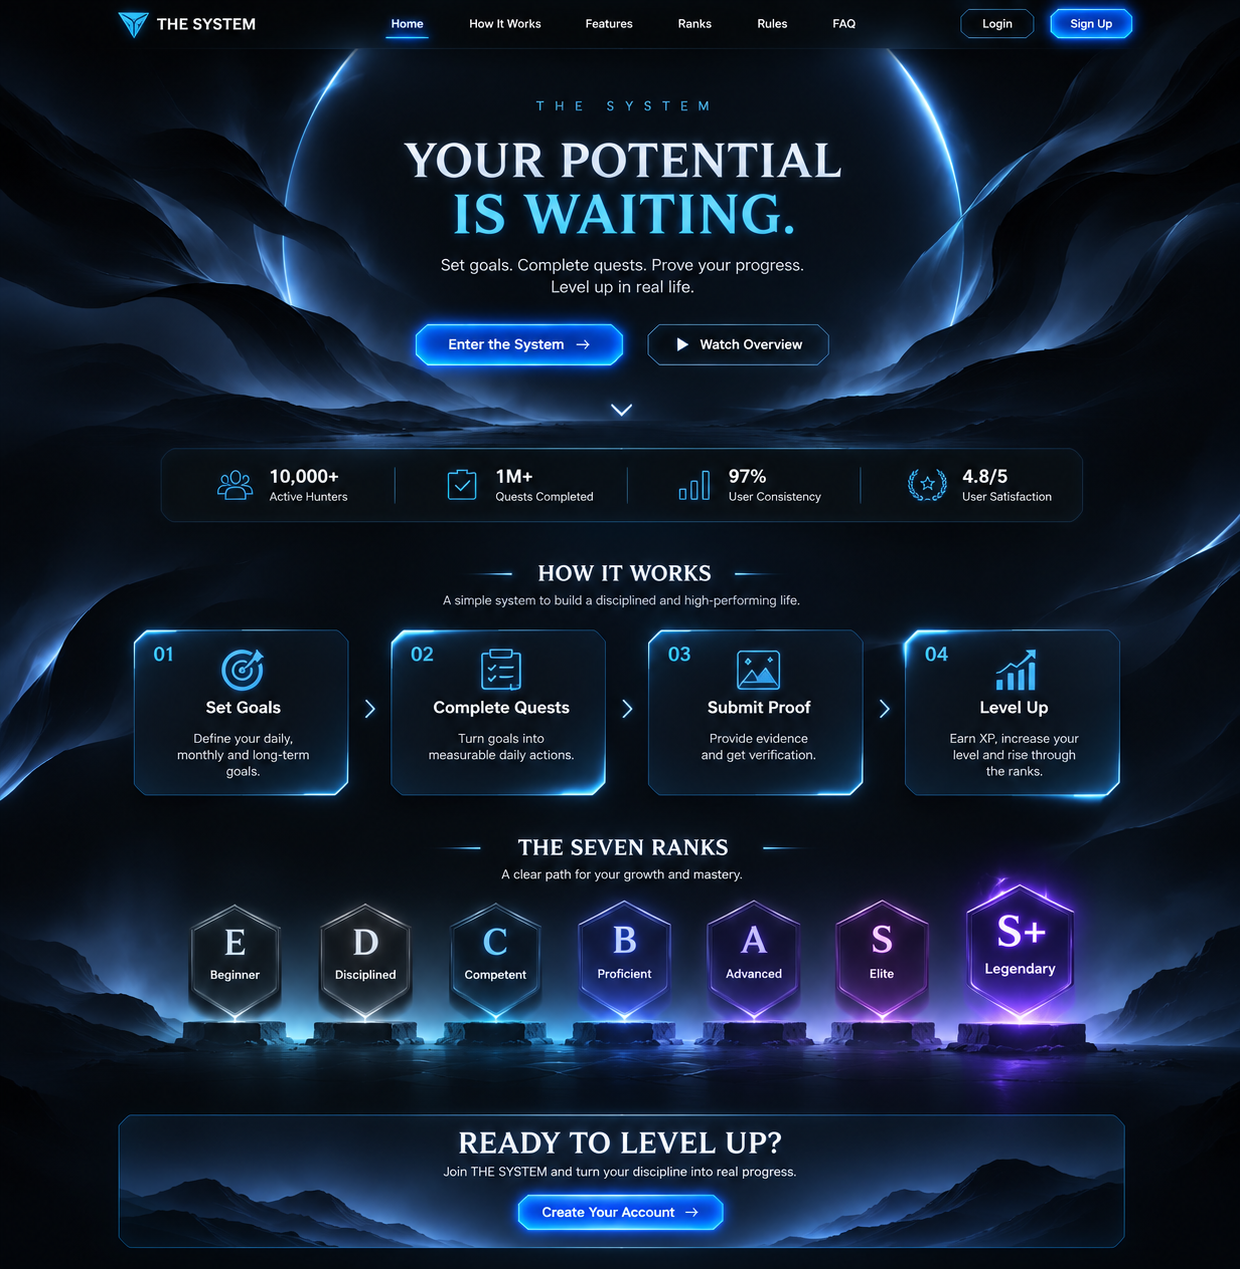 THE SYSTEM
Home
How It Works
Features
Ranks
Rules
FAQ
Login
Sign Up
THE SYSTEM
YOUR POTENTIAL
IS WAITING.
Set goals. Complete quests. Prove your progress.
Level up in real life.
Enter the System →
Watch Overview
10,000+
Active Hunters
1M+
Quests Completed
97%
User Consistency
4.8/5
User Satisfaction
HOW IT WORKS
A simple system to build a disciplined and high-performing life.
01
Set Goals
Define your daily,
monthly and long-term
goals.
02
Complete Quests
Turn goals into
measurable daily actions.
03
Submit Proof
Provide evidence
and get verification.
04
Level Up
Earn XP, increase your
level and rise through
the ranks.
THE SEVEN RANKS
A clear path for your growth and mastery.
E
Beginner
D
Disciplined
C
Competent
B
Proficient
A
Advanced
S
Elite
S+
Legendary
READY TO LEVEL UP?
Join THE SYSTEM and turn your discipline into real progress.
Create Your Account →